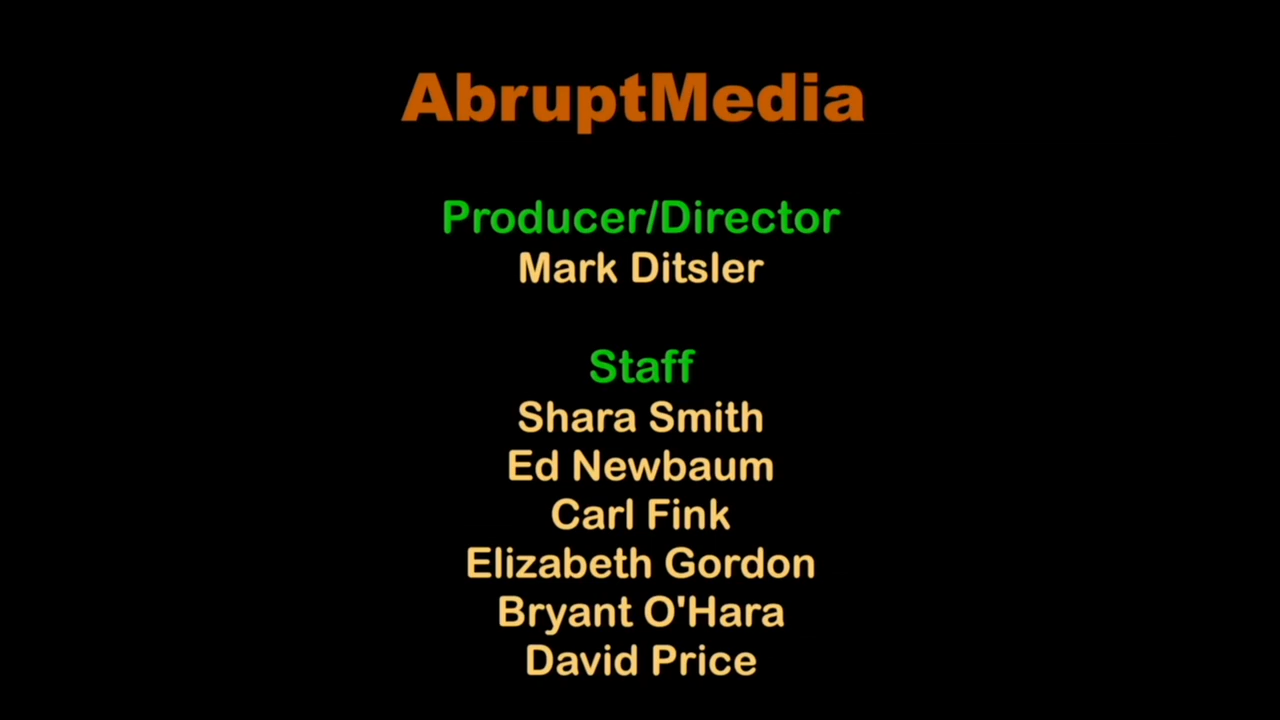 AbruptMedia
Producer/Director
Mark Ditsler
Staff
Shara Smith
Ed Newbaum
Carl Fink
Elizabeth Gordon
Bryant O'Hara
David Price